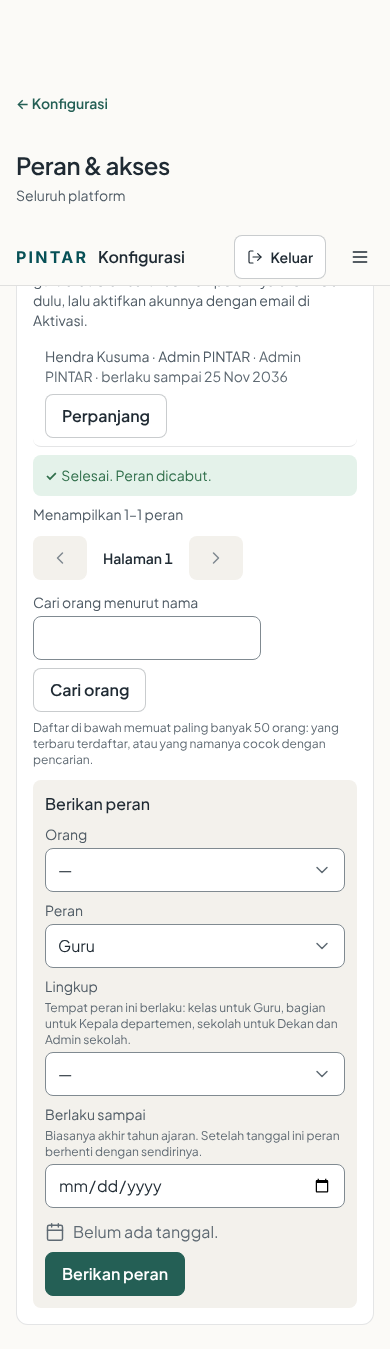 ← Konfigurasi
Peran & akses
Seluruh platform
PINTAR Konfigurasi
Keluar
dulu, lalu aktifkan akunnya dengan email di
Aktivasi.
Hendra Kusuma · Admin PINTAR · Admin
PINTAR · berlaku sampai 25 Nov 2036
Perpanjang
✓ Selesai. Peran dicabut.
Menampilkan 1–1 peran
Halaman 1
Cari orang menurut nama
Cari orang
Daftar di bawah memuat paling banyak 50 orang: yang
terbaru terdaftar, atau yang namanya cocok dengan
pencarian.
Berikan peran
Orang
—
Peran
Guru
Lingkup
Tempat peran ini berlaku: kelas untuk Guru, bagian
untuk Kepala departemen, sekolah untuk Dekan dan
Admin sekolah.
—
Berlaku sampai
Biasanya akhir tahun ajaran. Setelah tanggal ini peran
berhenti dengan sendirinya.
mm/dd/yyyy
Belum ada tanggal.
Berikan peran